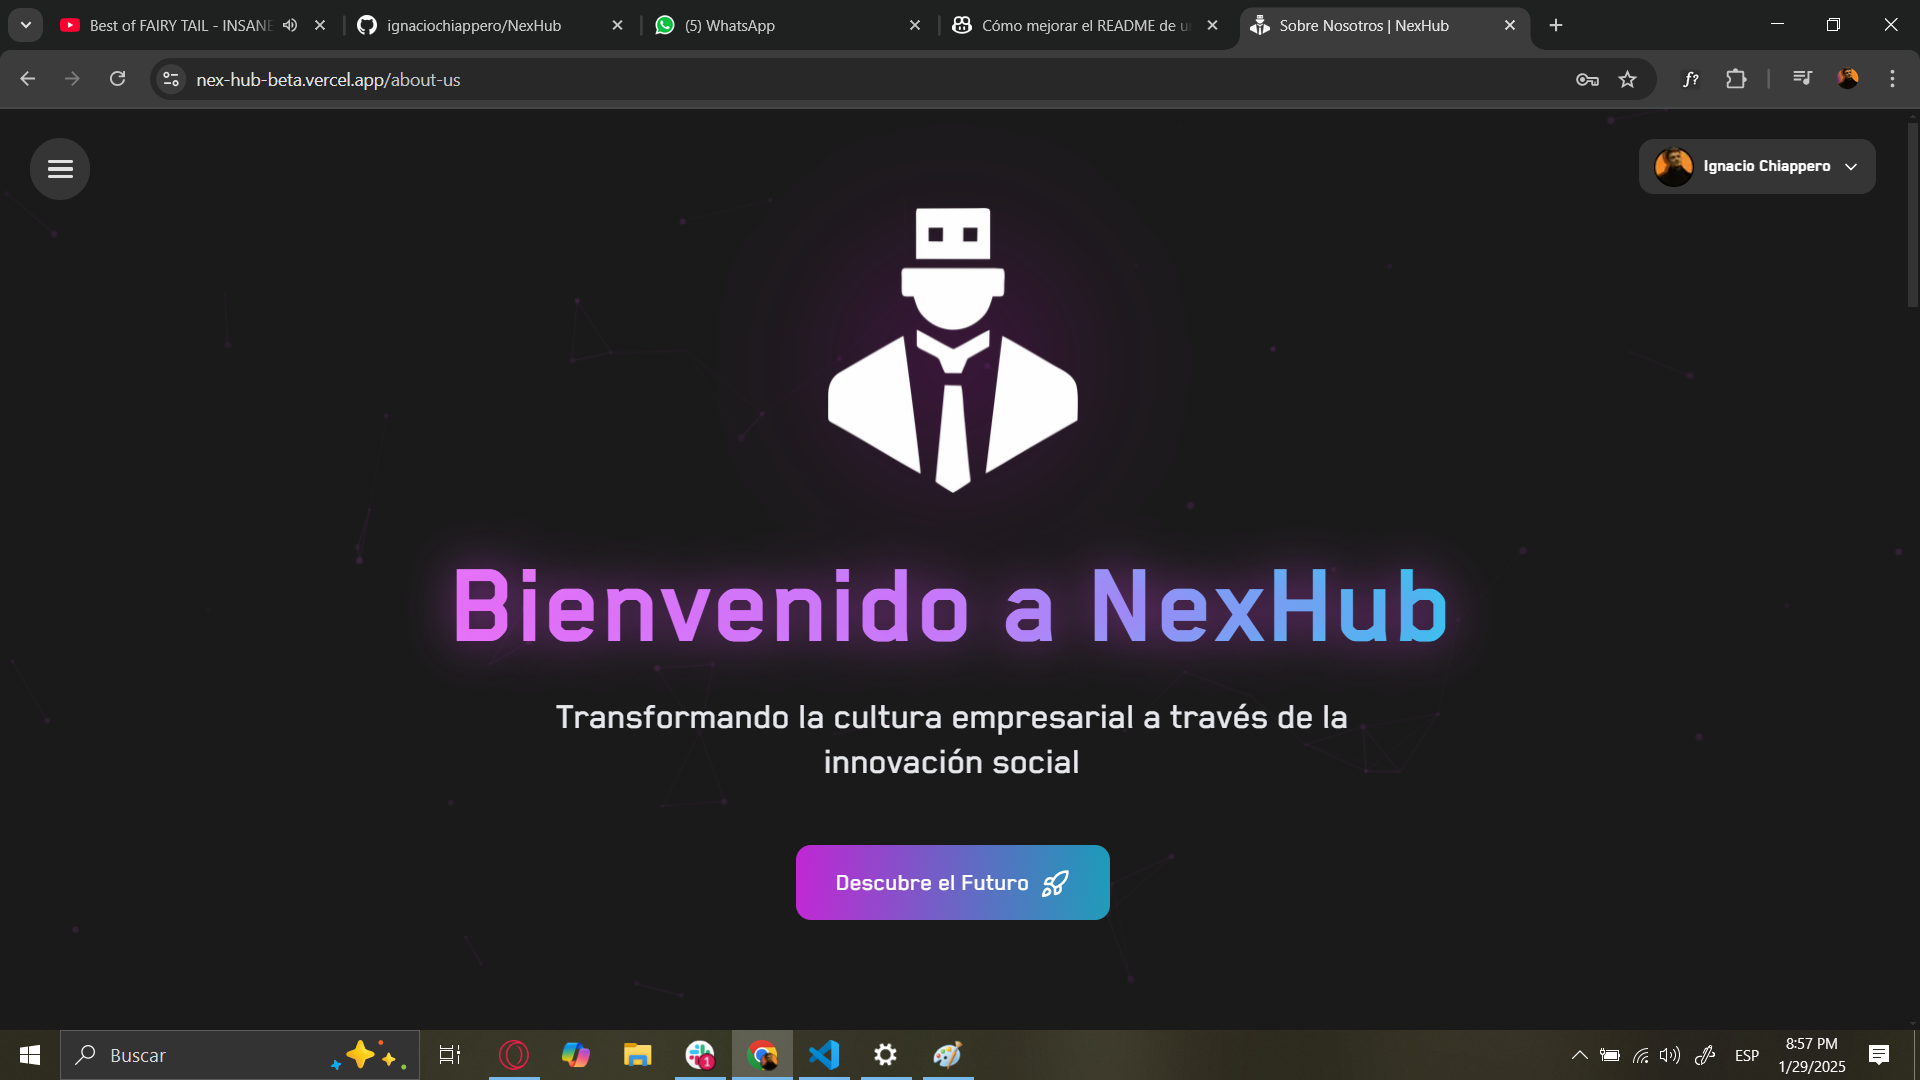 Best of FAIRY TAIL - INSANE
ignaciochiappero/NexHub
(5) WhatsApp
Cómo mejorar el README de u
Sobre Nosotros | NexHub
nex-hub-beta.vercel.app/about-us
f?
Ignacio Chiappero
Bienvenido a NexHub
Transformando la cultura empresarial a través de la
innovación social
Descubre el Futuro
Buscar
1
ESP
8:57 PM
1/29/2025